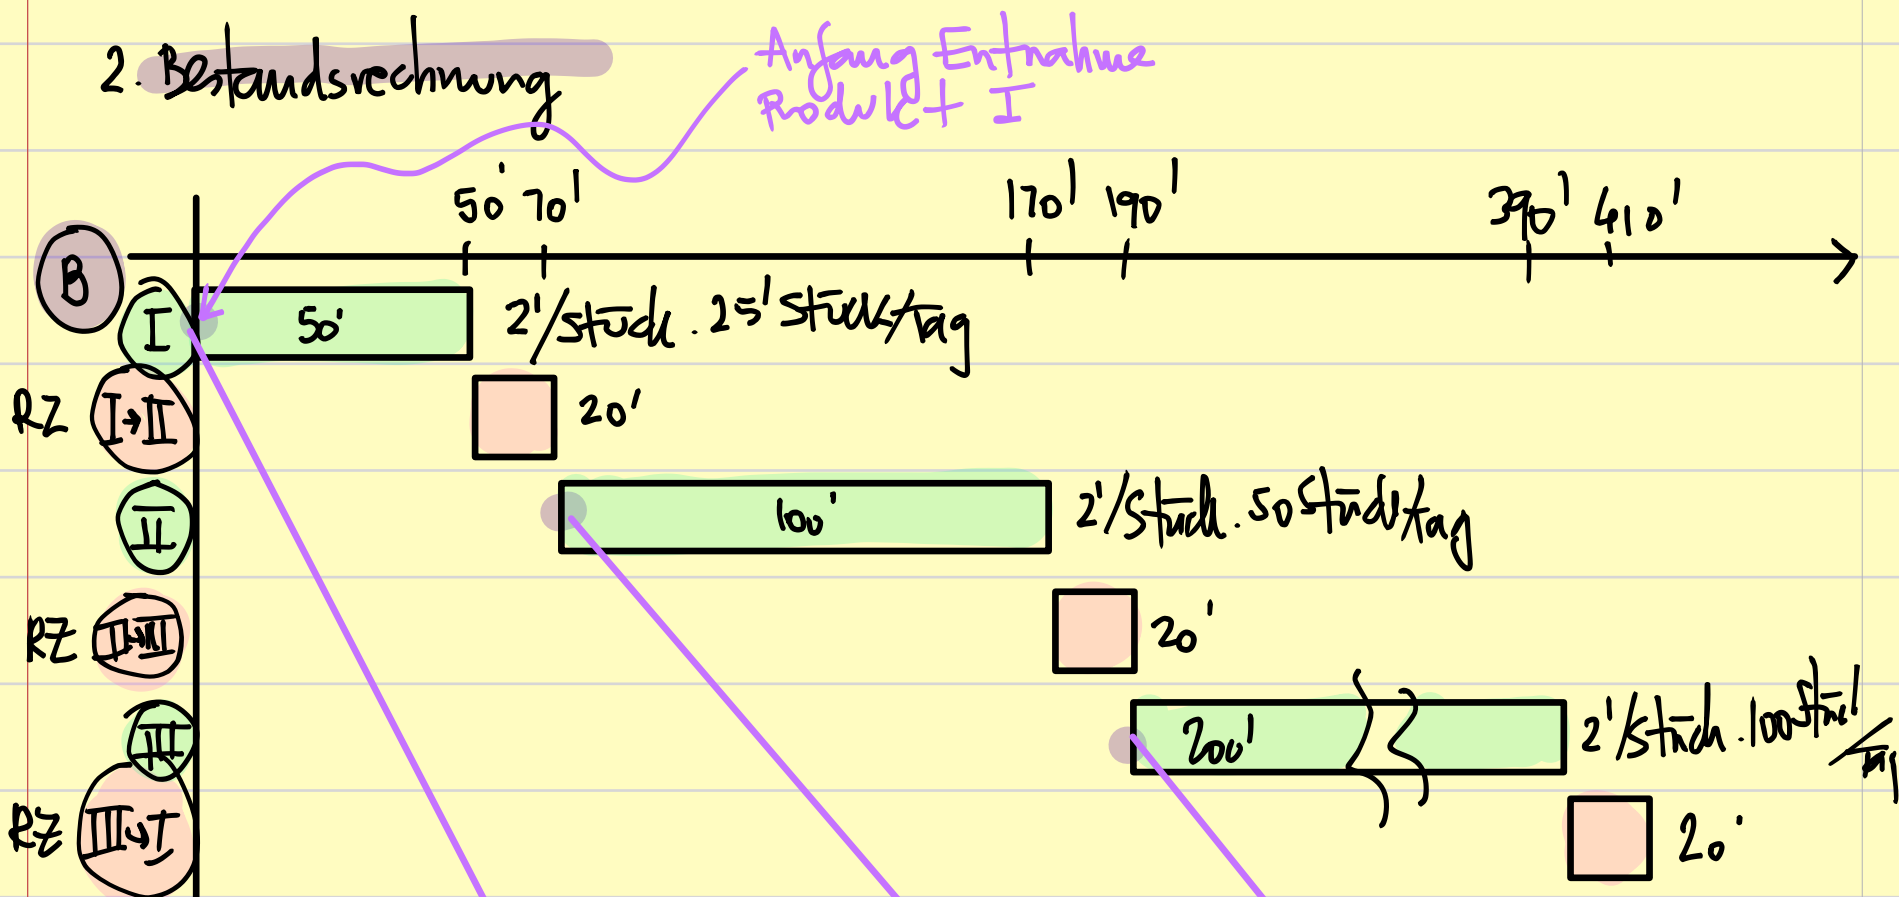 2. Bestandsrechnung
Anfang Entnahme
Produkt I
50' 70' 170' 190' 390' 410'
B
I 50' 2'/stück . 25' stück/tag
RZ I→II 20'
II 100' 2'/stück . 50 stück/tag
RZ II→III 20'
III 200' 2'/stück . 100 stück/tag
RZ III→I 20'